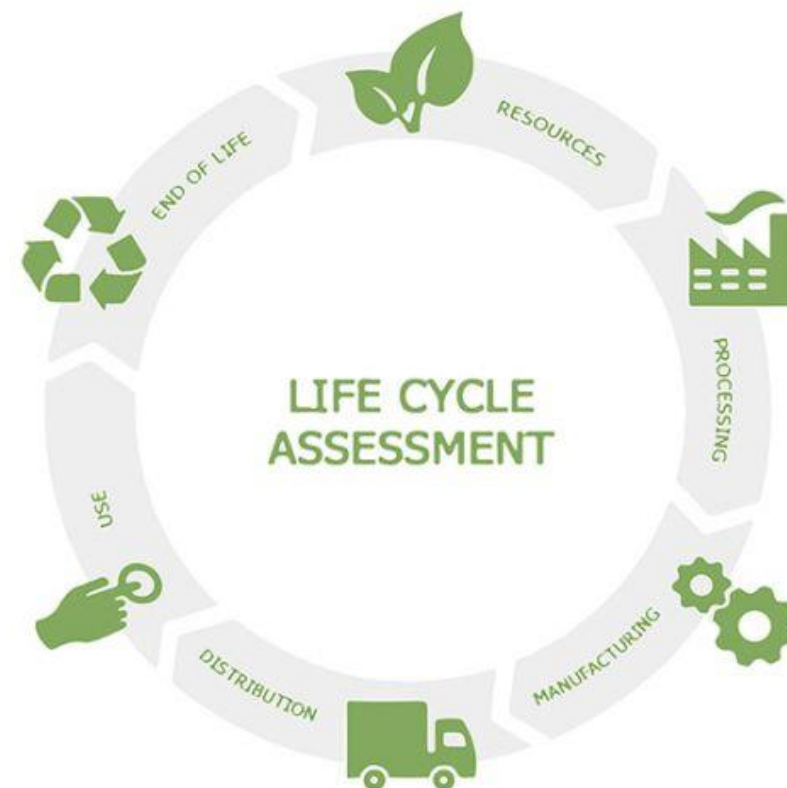 LIFE CYCLE
ASSESSMENT
RESOURCES
PROCESSING
MANUFACTURING
DISTRIBUTION
USE
END OF LIFE